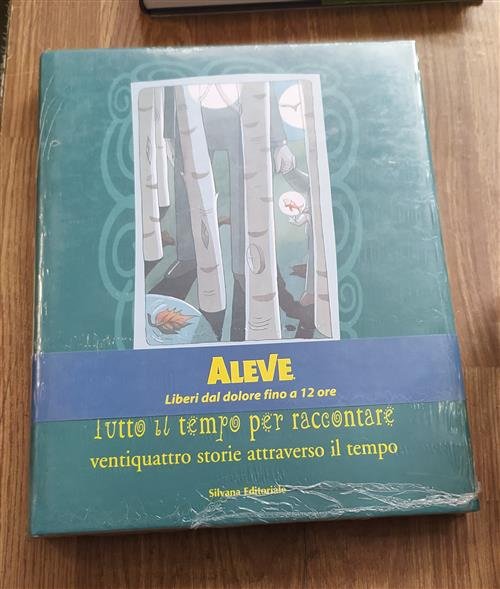 ALEVE
Liberi dal dolore fino a 12 ore
Tutto il tempo per raccontare
ventiquattro storie attraverso il tempo
Silvana Editoriale